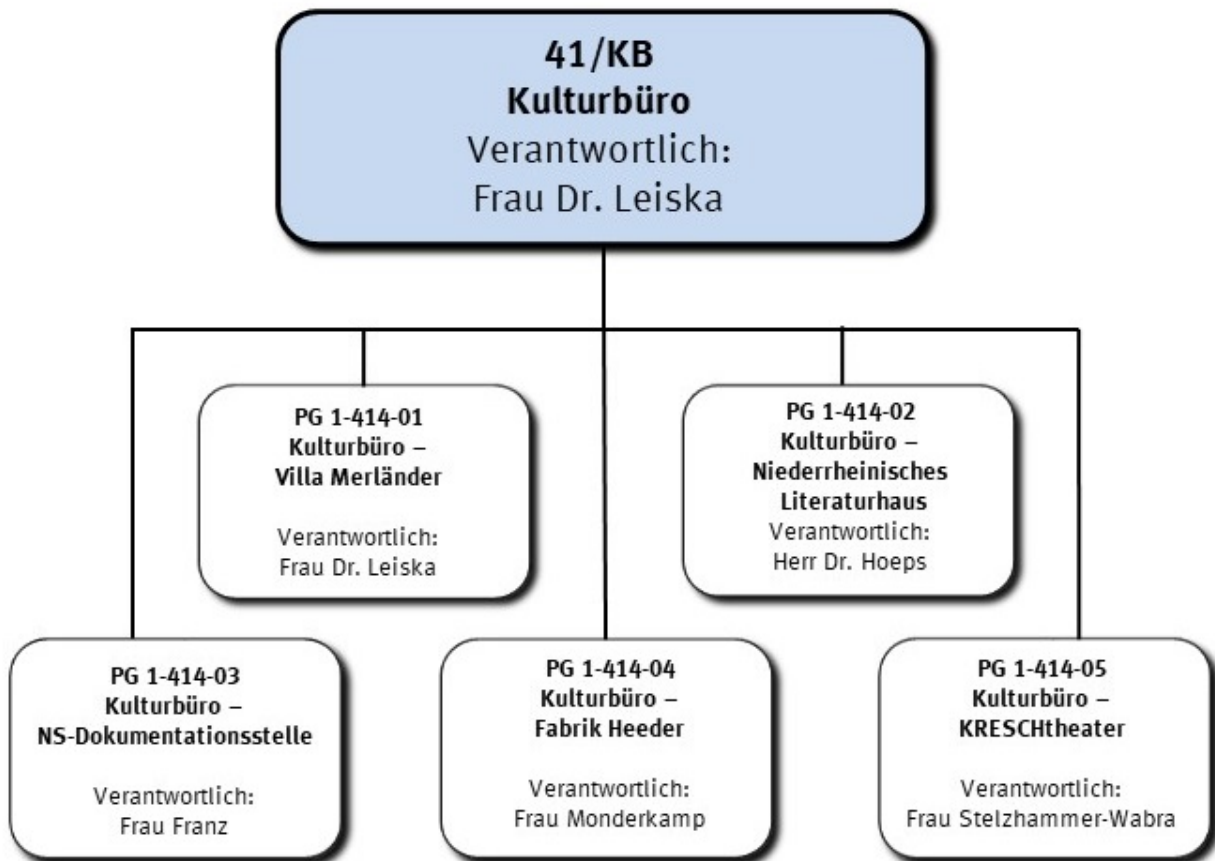 41/KB
Kulturbüro
Verantwortlich:
Frau Dr. Leiska
PG 1-414-01
Kulturbüro –
Villa Merländer
Verantwortlich:
Frau Dr. Leiska
PG 1-414-02
Kulturbüro –
Niederrheinisches
Literaturhaus
Verantwortlich:
Herr Dr. Hoeps
PG 1-414-03
Kulturbüro –
NS-Dokumentationsstelle
Verantwortlich:
Frau Franz
PG 1-414-04
Kulturbüro –
Fabrik Heeder
Verantwortlich:
Frau Monderkamp
PG 1-414-05
Kulturbüro –
KRESCHtheater
Verantwortlich:
Frau Stelzhammer-Wabra